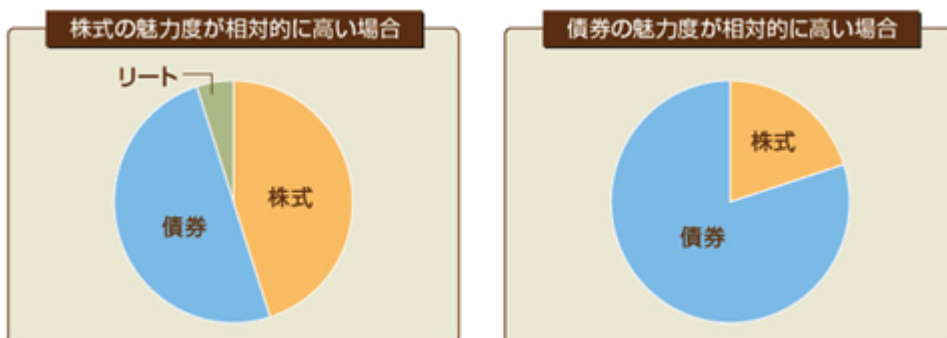 株式の魅力度が相対的に高い場合
リート
株式
債券
債券の魅力度が相対的に高い場合
株式
債券